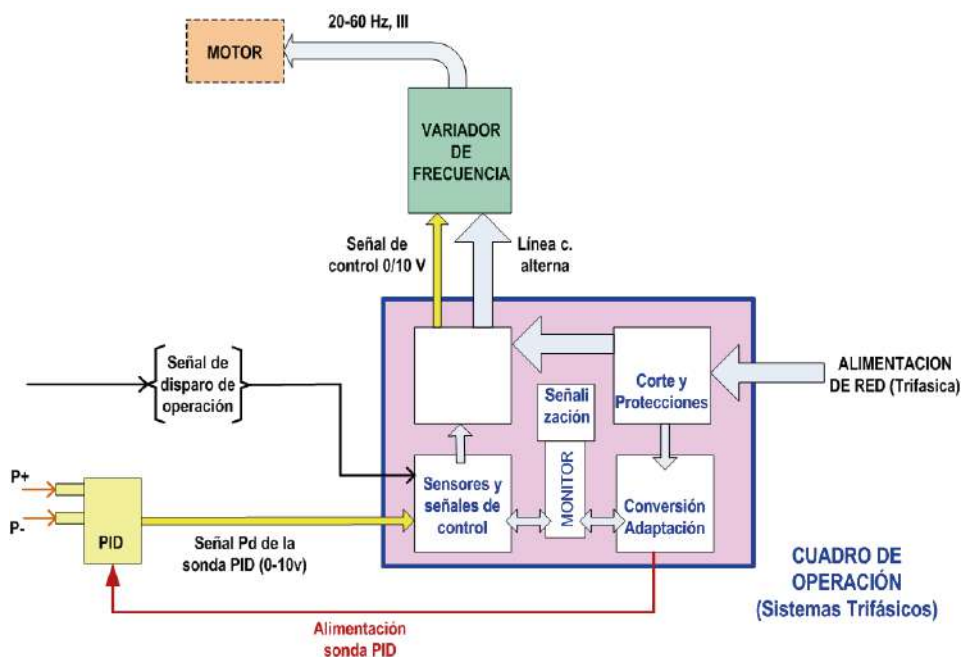 20-60 Hz, III
MOTOR
VARIADOR
DE
FRECUENCIA
Señal de
control 0/10 V
Línea c.
alterna
Señal de
disparo de
operación
Señali
zación
Corte y
Protecciones
ALIMENTACION
DE RED (Trifasica)
P+
P-
PID
Señal Pd de la
sonda PID (0-10v)
Sensores y
señales de
control
MONITOR
Conversión
Adaptación
CUADRO DE
OPERACIÓN
(Sistemas Trifásicos)
Alimentación
sonda PID